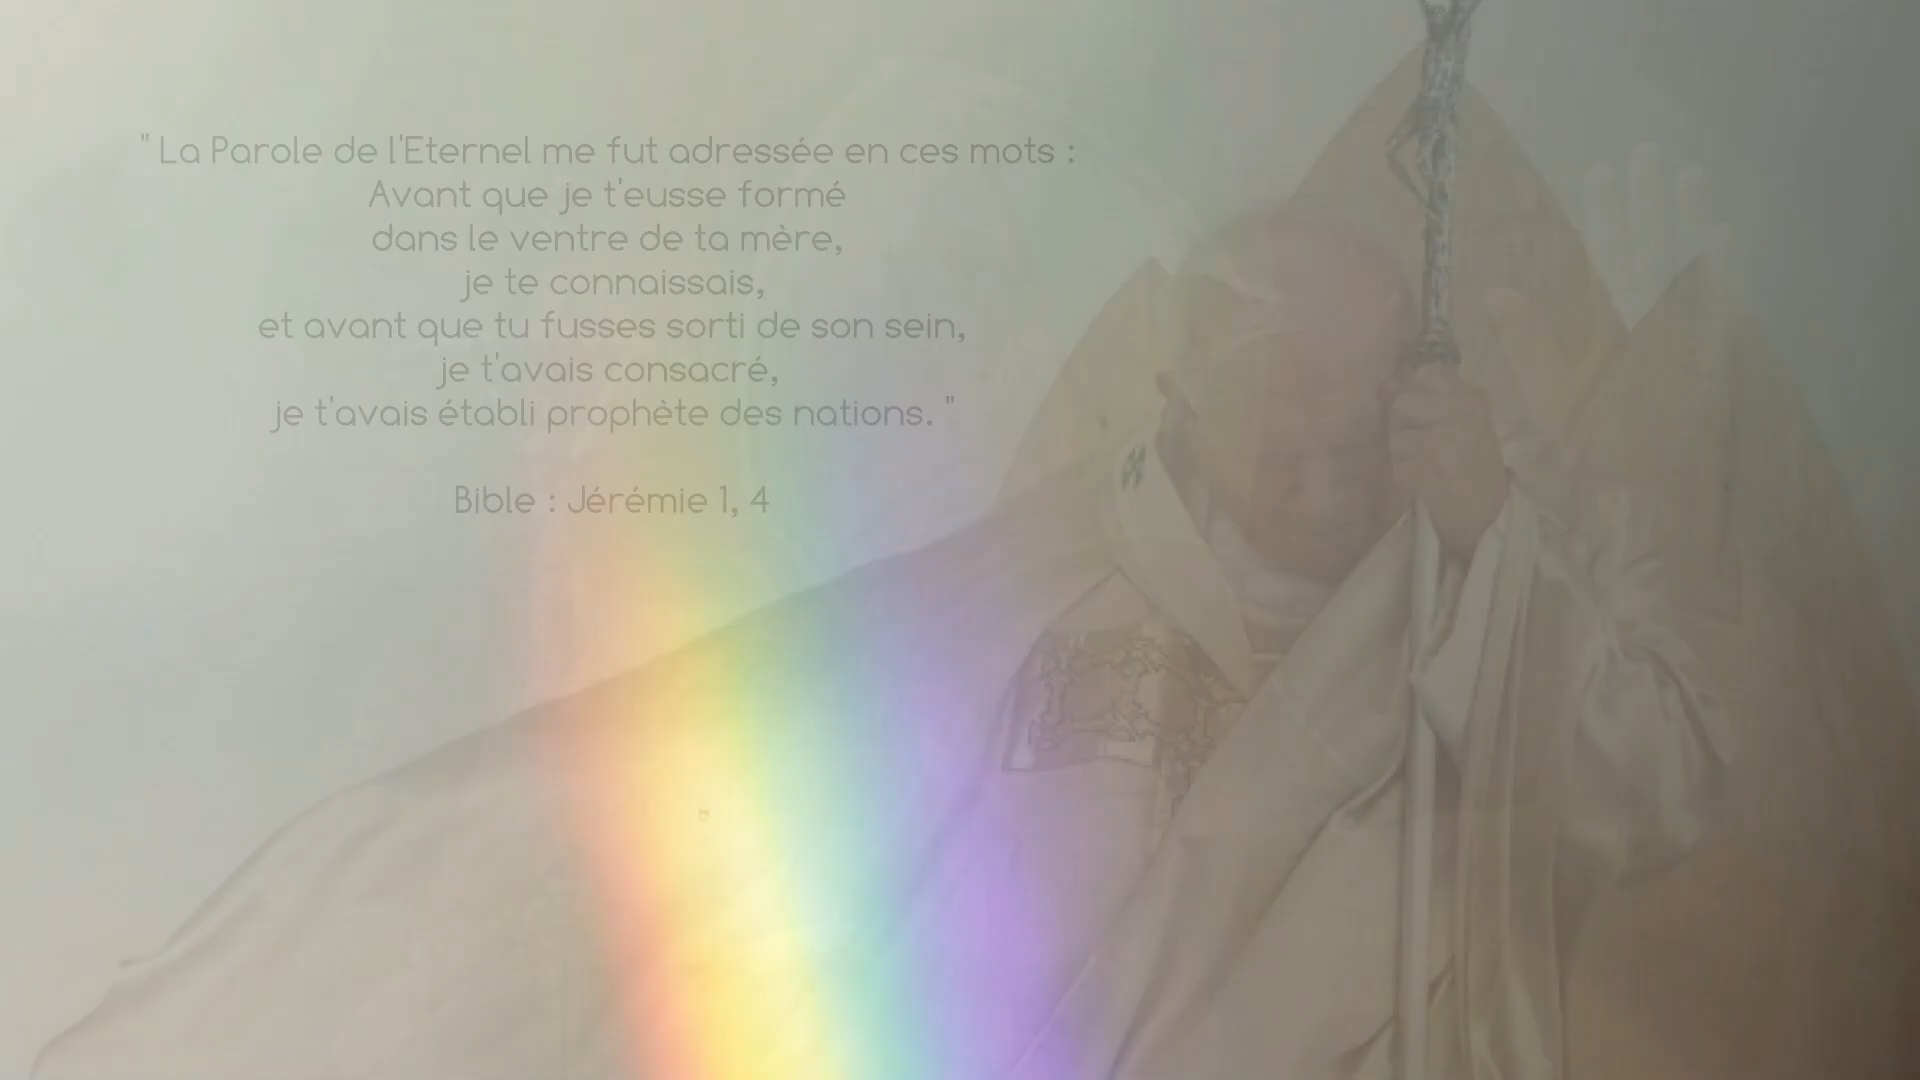 " La Parole de l'Eternel me fut adressée en ces mots :
Avant que je t'eusse formé
dans le ventre de ta mère,
je te connaissais,
et avant que tu fusses sorti de son sein,
je t'avais consacré,
je t'avais établi prophète des nations. "
Bible : Jérémie 1, 4